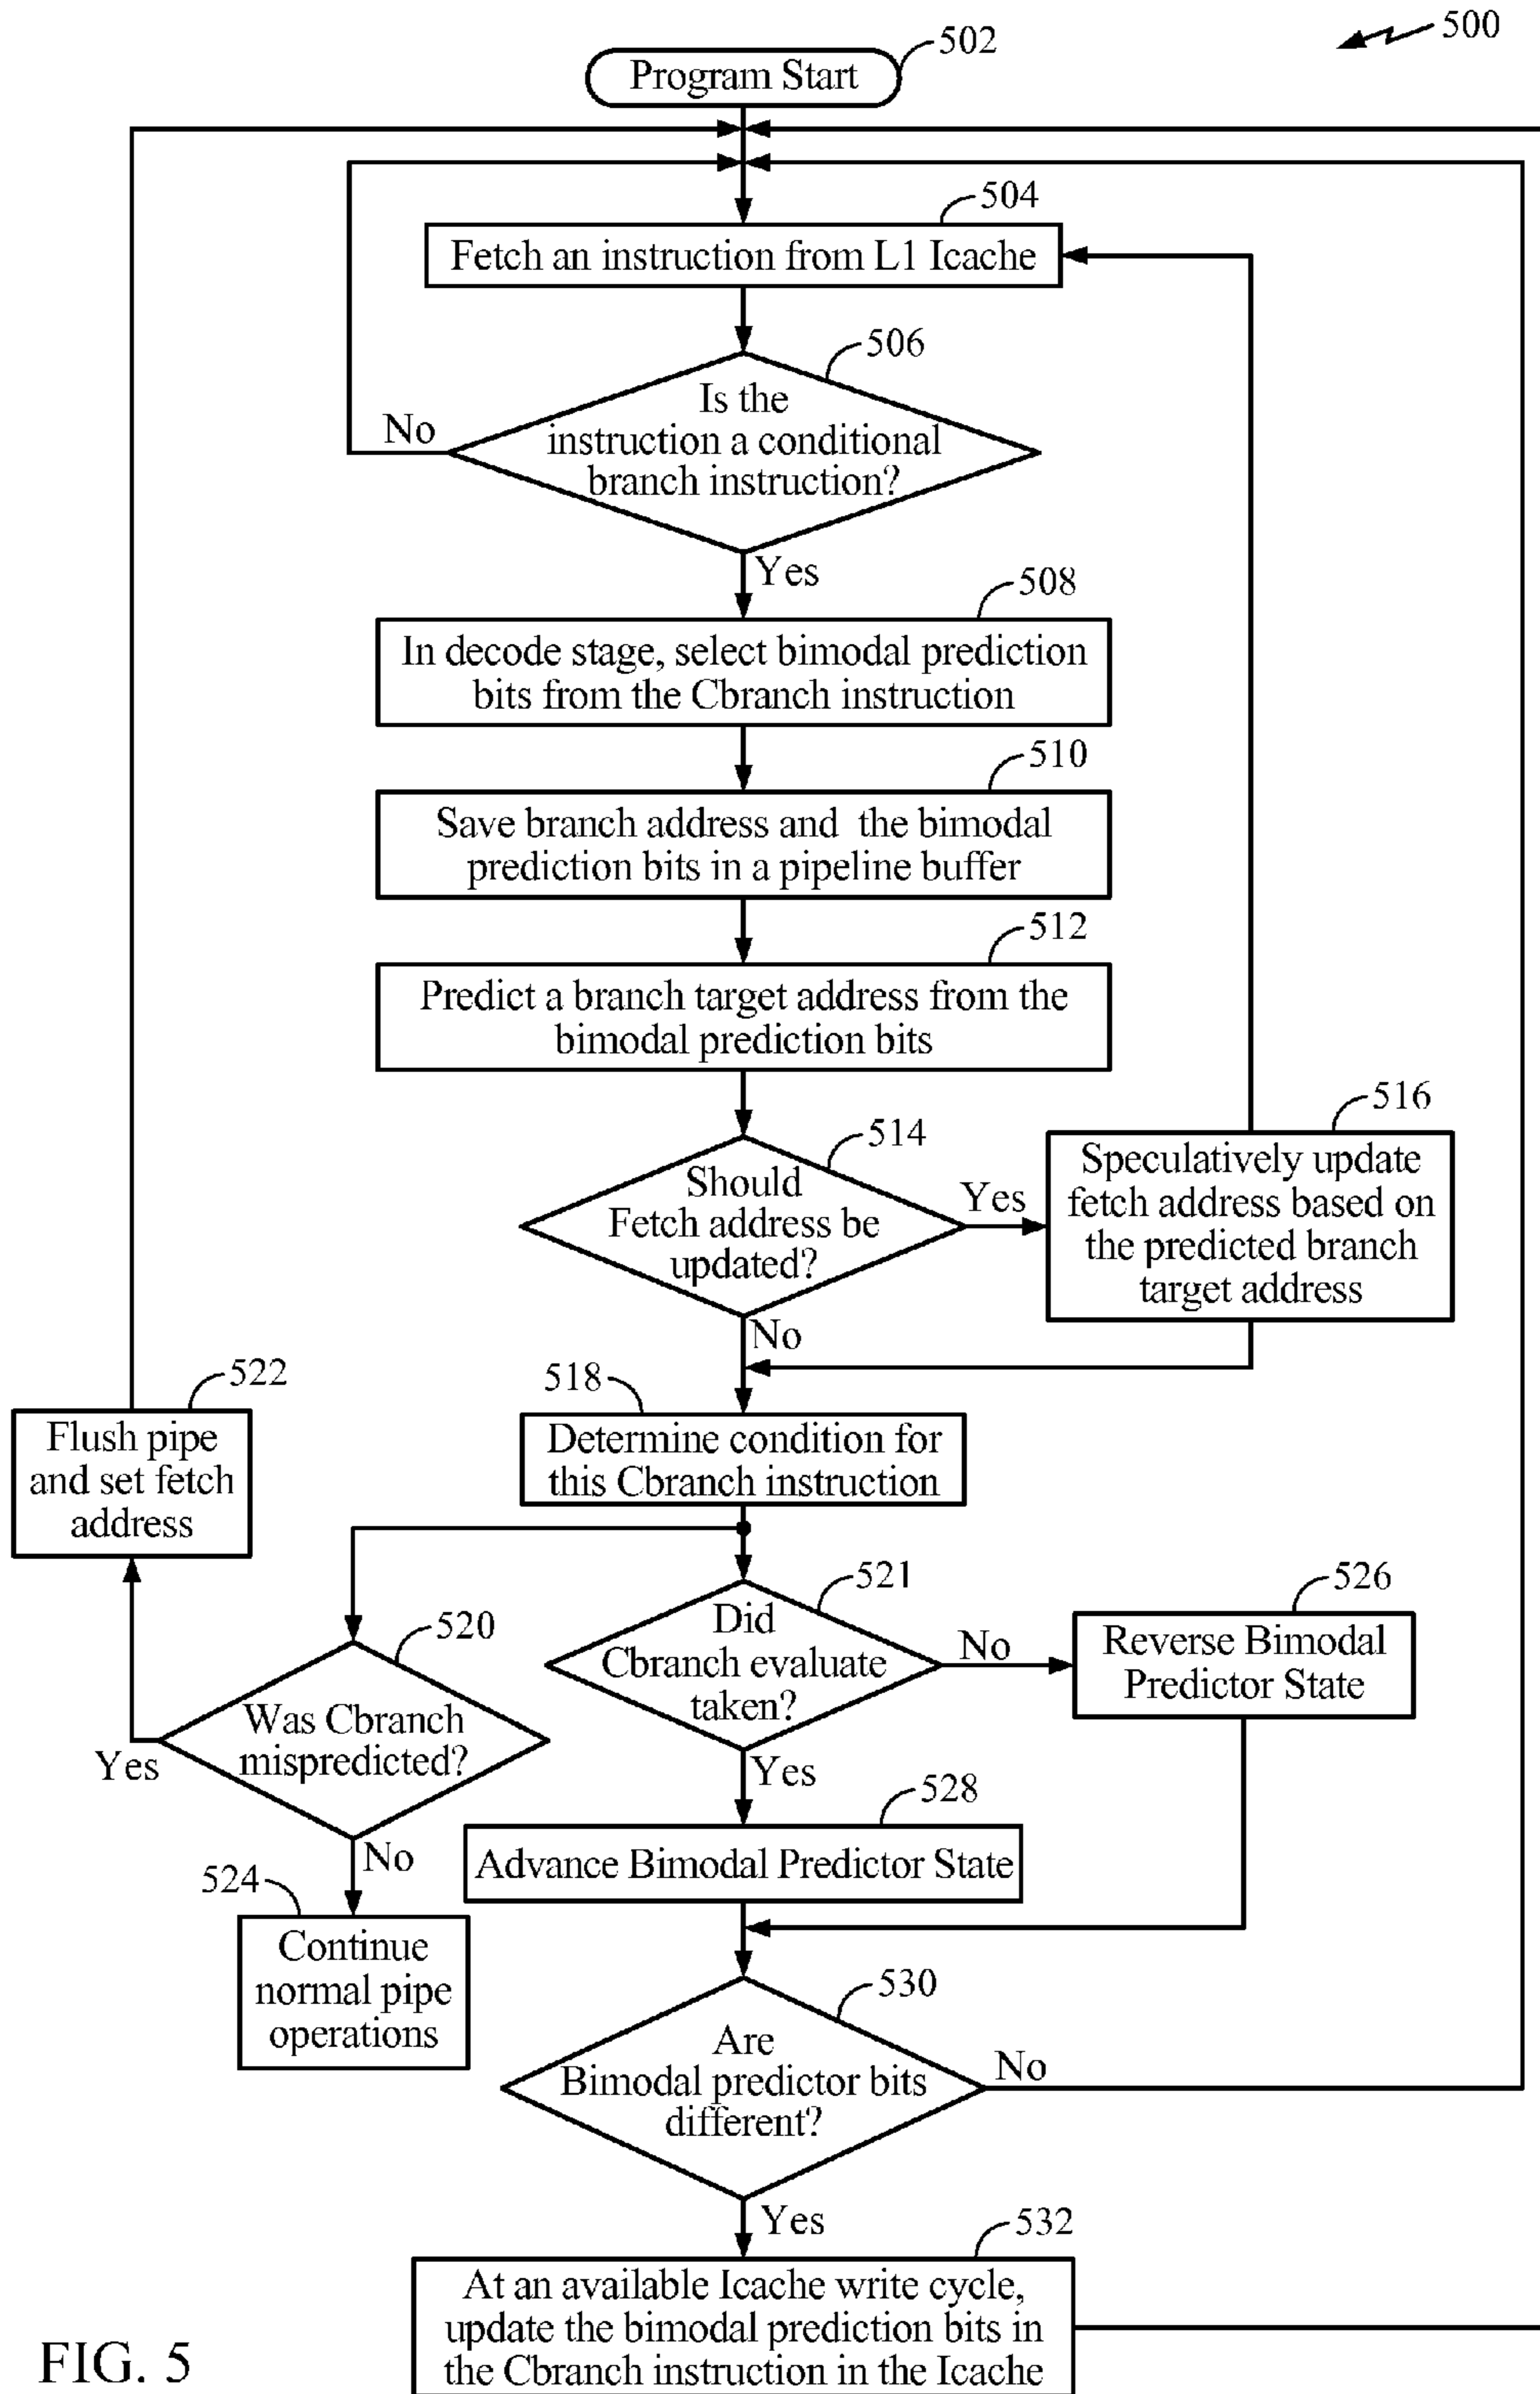 500
502
Program Start
504
Fetch an instruction from L1 Icache
506
Is the
instruction a conditional
branch instruction?
No
Yes
508
In decode stage, select bimodal prediction
bits from the Cbranch instruction
510
Save branch address and the bimodal
prediction bits in a pipeline buffer
512
Predict a branch target address from the
bimodal prediction bits
514
Should
Fetch address be
updated?
Yes
No
516
Speculatively update
fetch address based on
the predicted branch
target address
518
Determine condition for
this Cbranch instruction
522
Flush pipe
and set fetch
address
520
Was Cbranch
mispredicted?
Yes
No
524
Continue
normal pipe
operations
521
Did
Cbranch evaluate
taken?
No
Yes
526
Reverse Bimodal
Predictor State
528
Advance Bimodal Predictor State
530
Are
Bimodal predictor bits
different?
No
Yes
532
At an available Icache write cycle,
update the bimodal prediction bits in
the Cbranch instruction in the Icache
FIG. 5